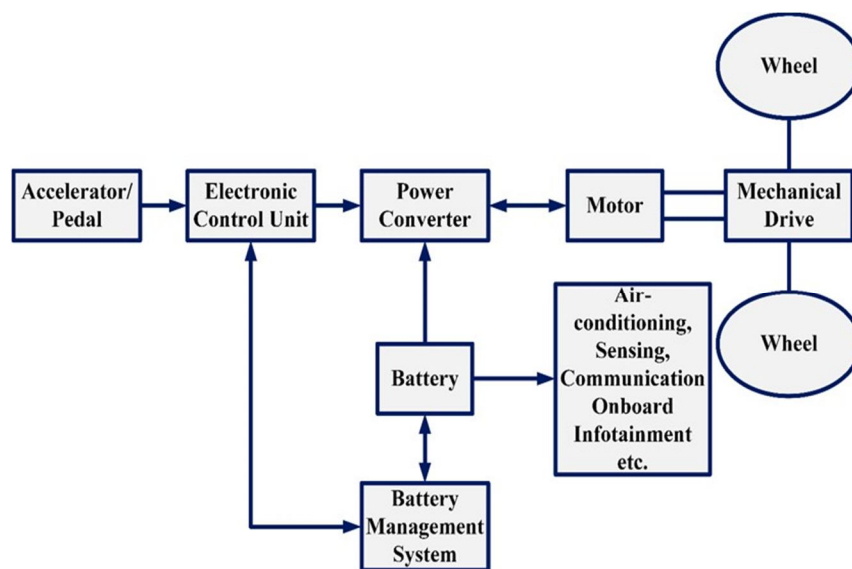 Wheel
Accelerator/
Pedal
Electronic
Control Unit
Power
Converter
Motor
Mechanical
Drive
Battery
Air-
conditioning,
Sensing,
Communication
Onboard
Infotainment
etc.
Wheel
Battery
Management
System